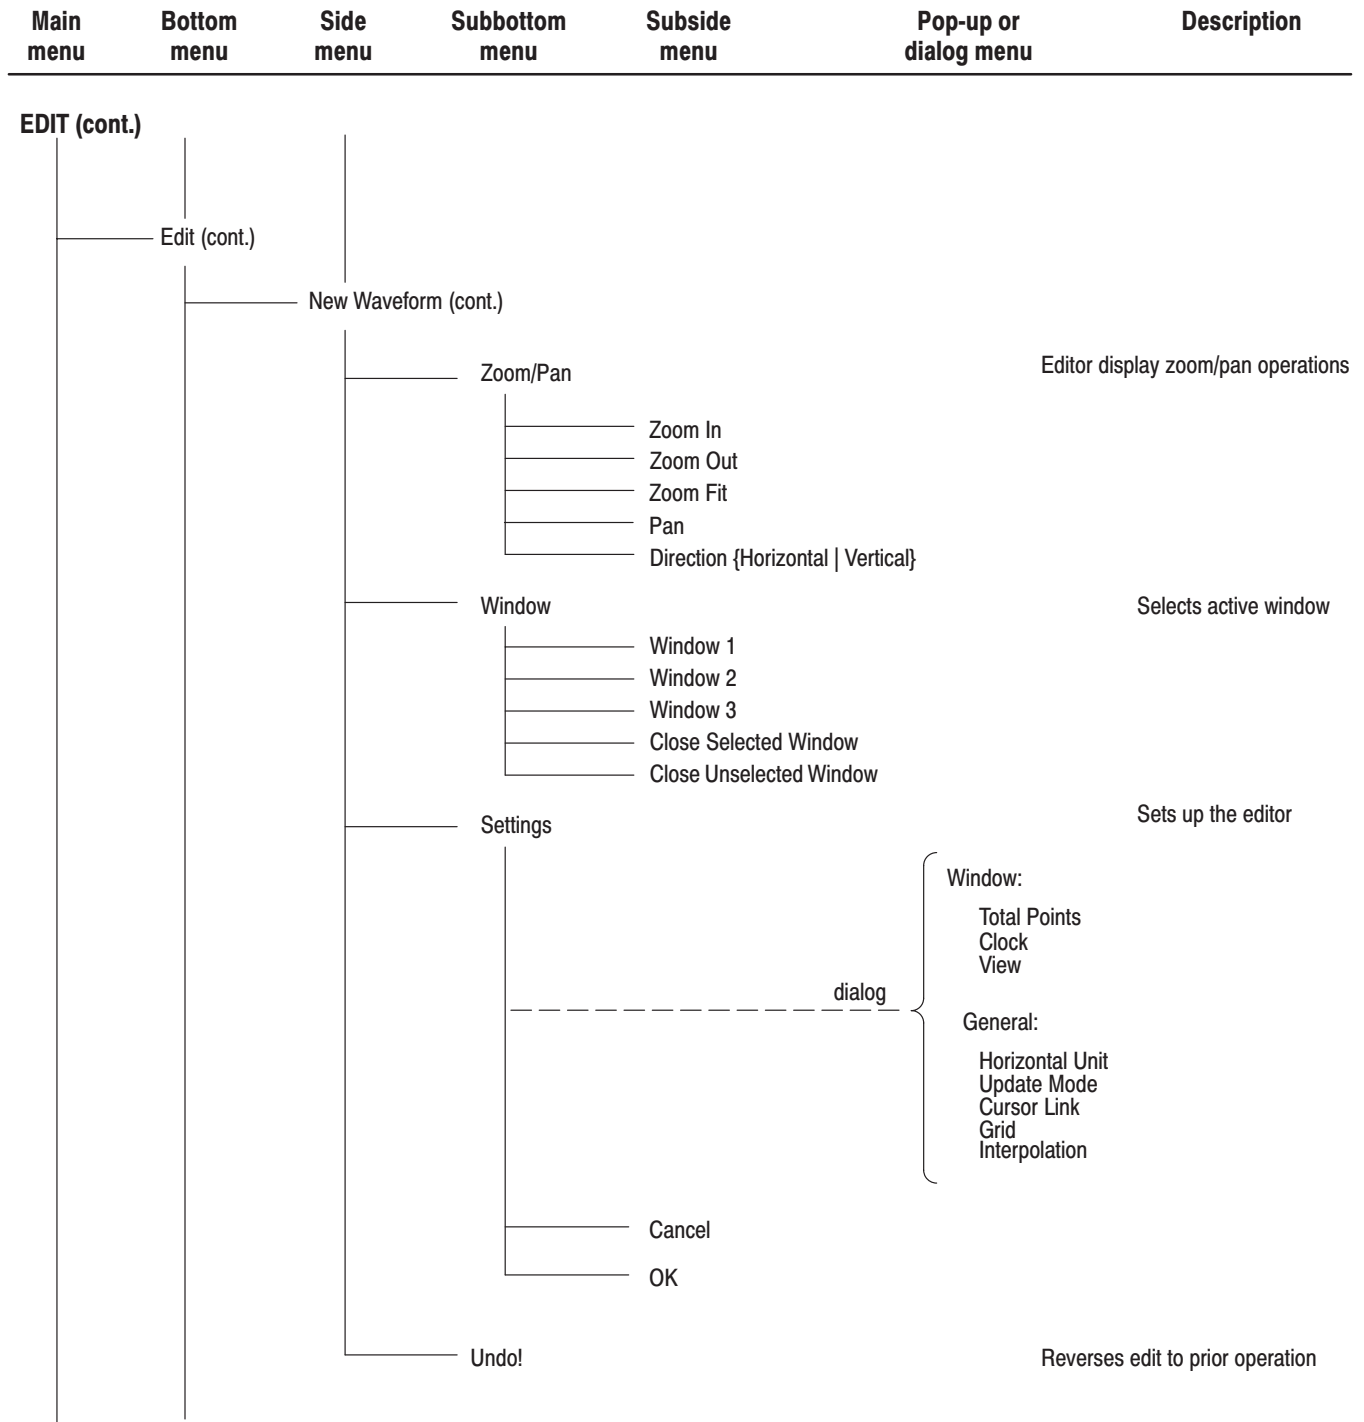 Main menu
Bottom menu
Side menu
Subbottom menu
Subside menu
Pop-up or dialog menu
Description
EDIT (cont.)
Edit (cont.)
New Waveform (cont.)
Zoom/Pan
Editor display zoom/pan operations
Zoom In
Zoom Out
Zoom Fit
Pan
Direction {Horizontal | Vertical}
Window
Selects active window
Window 1
Window 2
Window 3
Close Selected Window
Close Unselected Window
Settings
Sets up the editor
Window:
Total Points
Clock
View
dialog
General:
Horizontal Unit
Update Mode
Cursor Link
Grid
Interpolation
Cancel
OK
Undo!
Reverses edit to prior operation